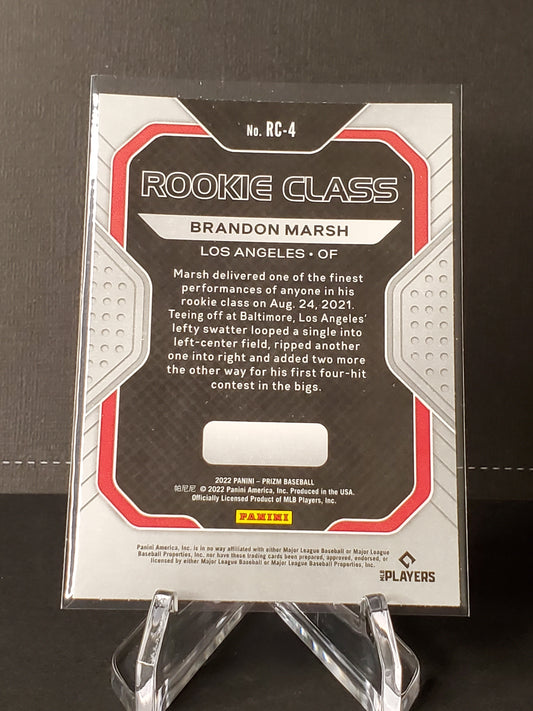 No. RC-4
ROOKIE CLASS
BRANDON MARSH
LOS ANGELES • OF
Marsh delivered one of the finest
performances of anyone in his
rookie class on Aug. 24, 2021.
Teeing off at Baltimore, Los Angeles'
lefty swatter looped a single into
left-center field, ripped another
one into right and added two more
the other way for his first four-hit
contest in the bigs.
2022 PANINI – PRIZM BASEBALL
帕尼尼 © 2022 Panini America, Inc. Produced in the USA.
Officially Licensed Product of MLB Players, Inc.
PANINI
Panini America, Inc. is in no way affiliated with either Major League Baseball or Major League
Baseball Properties, Inc. nor have these trading cards been prepared, approved, endorsed, or
licensed by either Major League Baseball or Major League Baseball Properties, Inc.
MLB PLAYERS